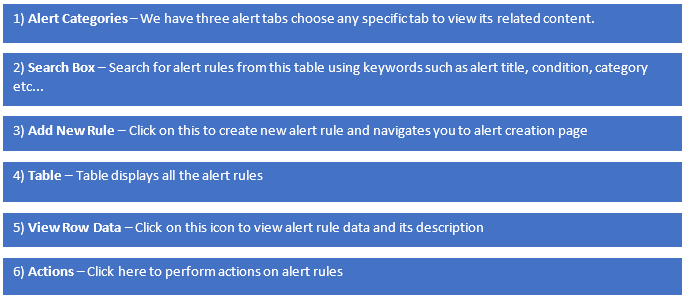 1) Alert Categories – We have three alert tabs choose any specific tab to view its related content.
2) Search Box – Search for alert rules from this table using keywords such as alert title, condition, category
etc...
3) Add New Rule – Click on this to create new alert rule and navigates you to alert creation page
4) Table – Table displays all the alert rules
5) View Row Data – Click on this icon to view alert rule data and its description
6) Actions – Click here to perform actions on alert rules